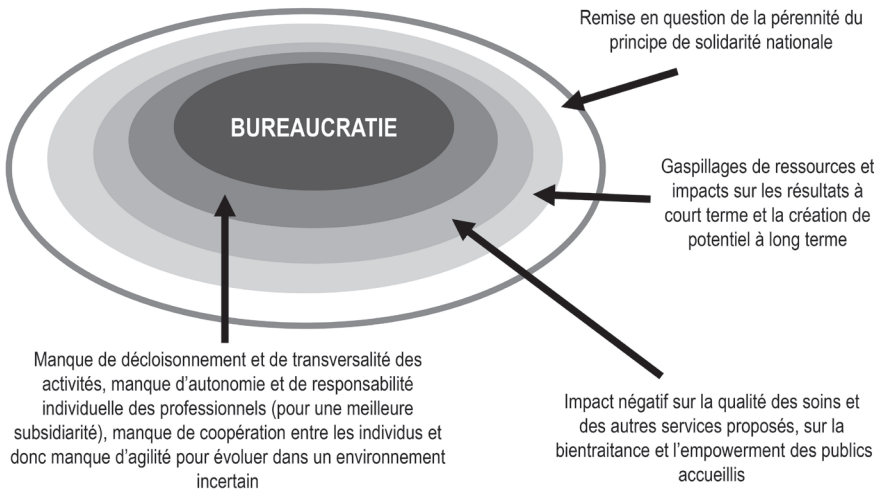 Remise en question de la pérennité du
principe de solidarité nationale
BUREAUCRATIE
Gaspillages de ressources et
impacts sur les résultats à
court terme et la création de
potentiel à long terme
Manque de décloisonnement et de transversalité des
activités, manque d'autonomie et de responsabilité
individuelle des professionnels (pour une meilleure
subsidiarité), manque de coopération entre les individus et
donc manque d'agilité pour évoluer dans un environnement
incertain
Impact négatif sur la qualité des soins et
des autres services proposés, sur la
bientraitance et l'empowerment des publics
accueillis